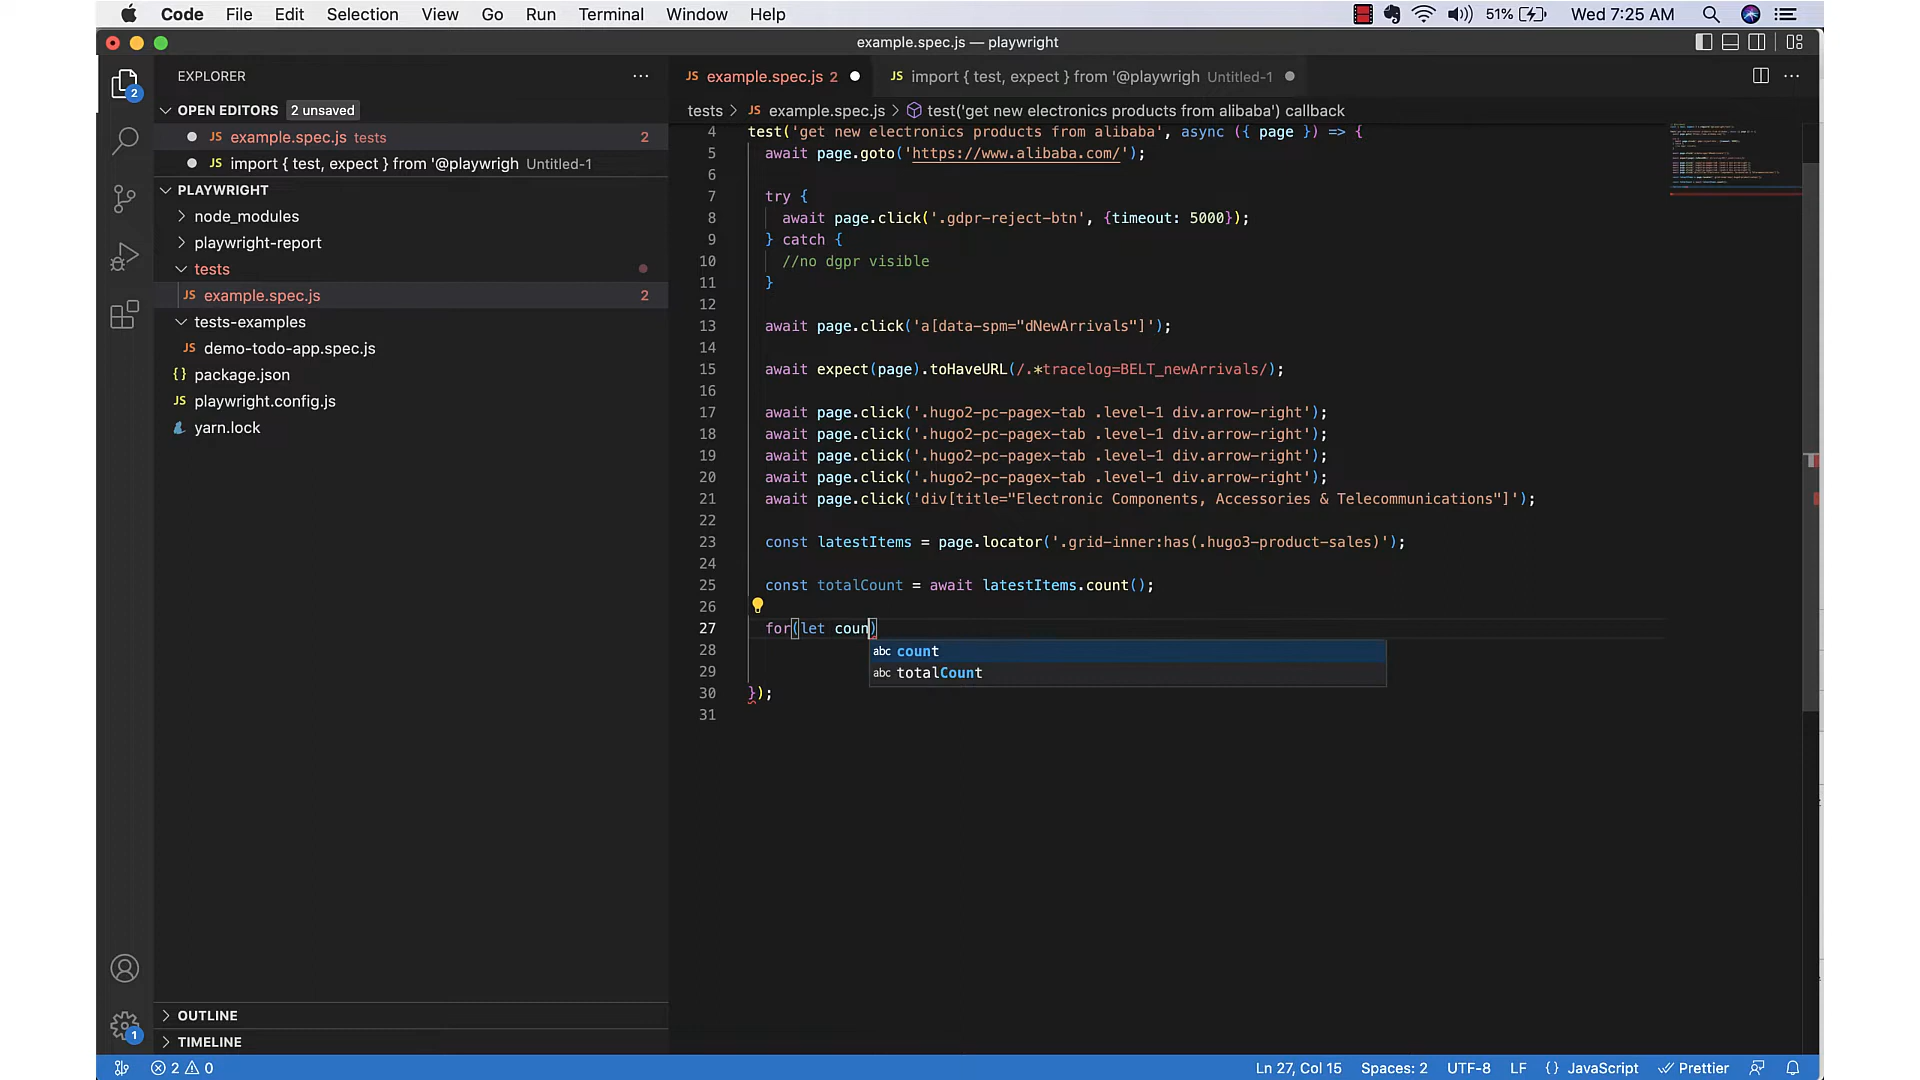 Code File Edit Selection View Go Run Terminal Window Help 51% Wed 7:25 AM
example.spec.js — playwright
EXPLORER
OPEN EDITORS 2 unsaved
JS example.spec.js tests 2
JS import { test, expect } from '@playwrigh Untitled-1
PLAYWRIGHT
node_modules
playwright-report
tests
JS example.spec.js 2
tests-examples
JS demo-todo-app.spec.js
{} package.json
JS playwright.config.js
yarn.lock
OUTLINE
TIMELINE
2
1
JS example.spec.js 2 JS import { test, expect } from '@playwrigh Untitled-1
tests > JS example.spec.js > test('get new electronics products from alibaba') callback
4 test('get new electronics products from alibaba', async ({ page }) => {
5 await page.goto('https://www.alibaba.com/');
6
7 try {
8 await page.click('.gdpr-reject-btn', {timeout: 5000});
9 } catch {
10 //no dgpr visible
11 }
12
13 await page.click('a[data-spm="dNewArrivals"]');
14
15 await expect(page).toHaveURL(/.*tracelog=BELT_newArrivals/);
16
17 await page.click('.hugo2-pc-pagex-tab .level-1 div.arrow-right');
18 await page.click('.hugo2-pc-pagex-tab .level-1 div.arrow-right');
19 await page.click('.hugo2-pc-pagex-tab .level-1 div.arrow-right');
20 await page.click('.hugo2-pc-pagex-tab .level-1 div.arrow-right');
21 await page.click('div[title="Electronic Components, Accessories & Telecommunications"]');
22
23 const latestItems = page.locator('.grid-inner:has(.hugo3-product-sales)');
24
25 const totalCount = await latestItems.count();
26
27 for(let coun)
28 abc count
29 abc totalCount
30 });
31
2 0 Ln 27, Col 15 Spaces: 2 UTF-8 LF {} JavaScript Prettier